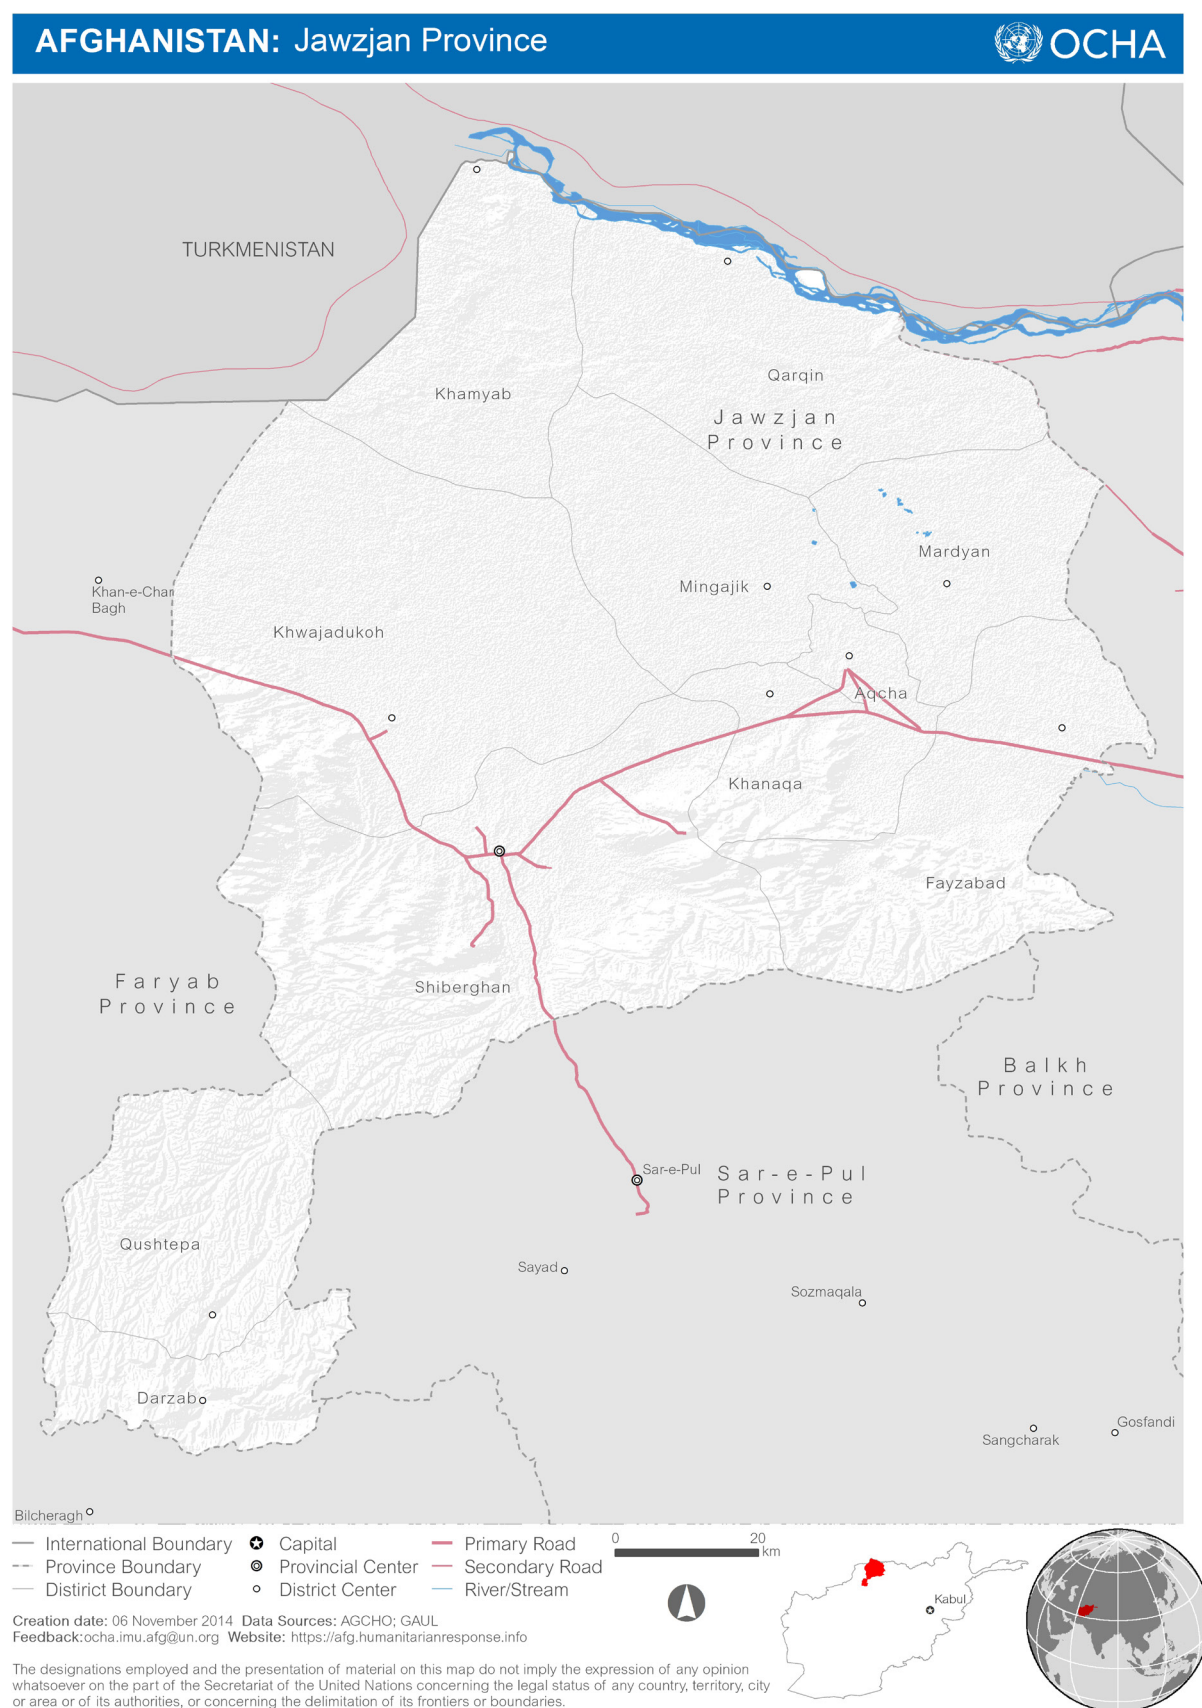 AFGHANISTAN: Jawzjan Province
OCHA
TURKMENISTAN
Khamyab
Qarqin
Jawzjan
Province
Mardyan
Mingajik
Khan-e-Char
Bagh
Khwajadukoh
Aqcha
Khanaqa
Fayzabad
Shiberghan
Faryab
Province
Balkh
Province
Sar-e-Pul
Sar-e-Pul
Province
Qushtepa
Sayad
Sozmaqala
Darzab
Gosfandi
Sangcharak
Bilcheragh
International Boundary
Province Boundary
Distirict Boundary
Capital
Provincial Center
District Center
Primary Road
Secondary Road
River/Stream
0 20
km
Kabul
Creation date: 06 November 2014 Data Sources: AGCHO; GAUL
Feedback:ocha.imu.afg@un.org Website: https://afg.humanitarianresponse.info
The designations employed and the presentation of material on this map do not imply the expression of any opinion
whatsoever on the part of the Secretariat of the United Nations concerning the legal status of any country, territory, city
or area or of its authorities, or concerning the delimitation of its frontiers or boundaries.